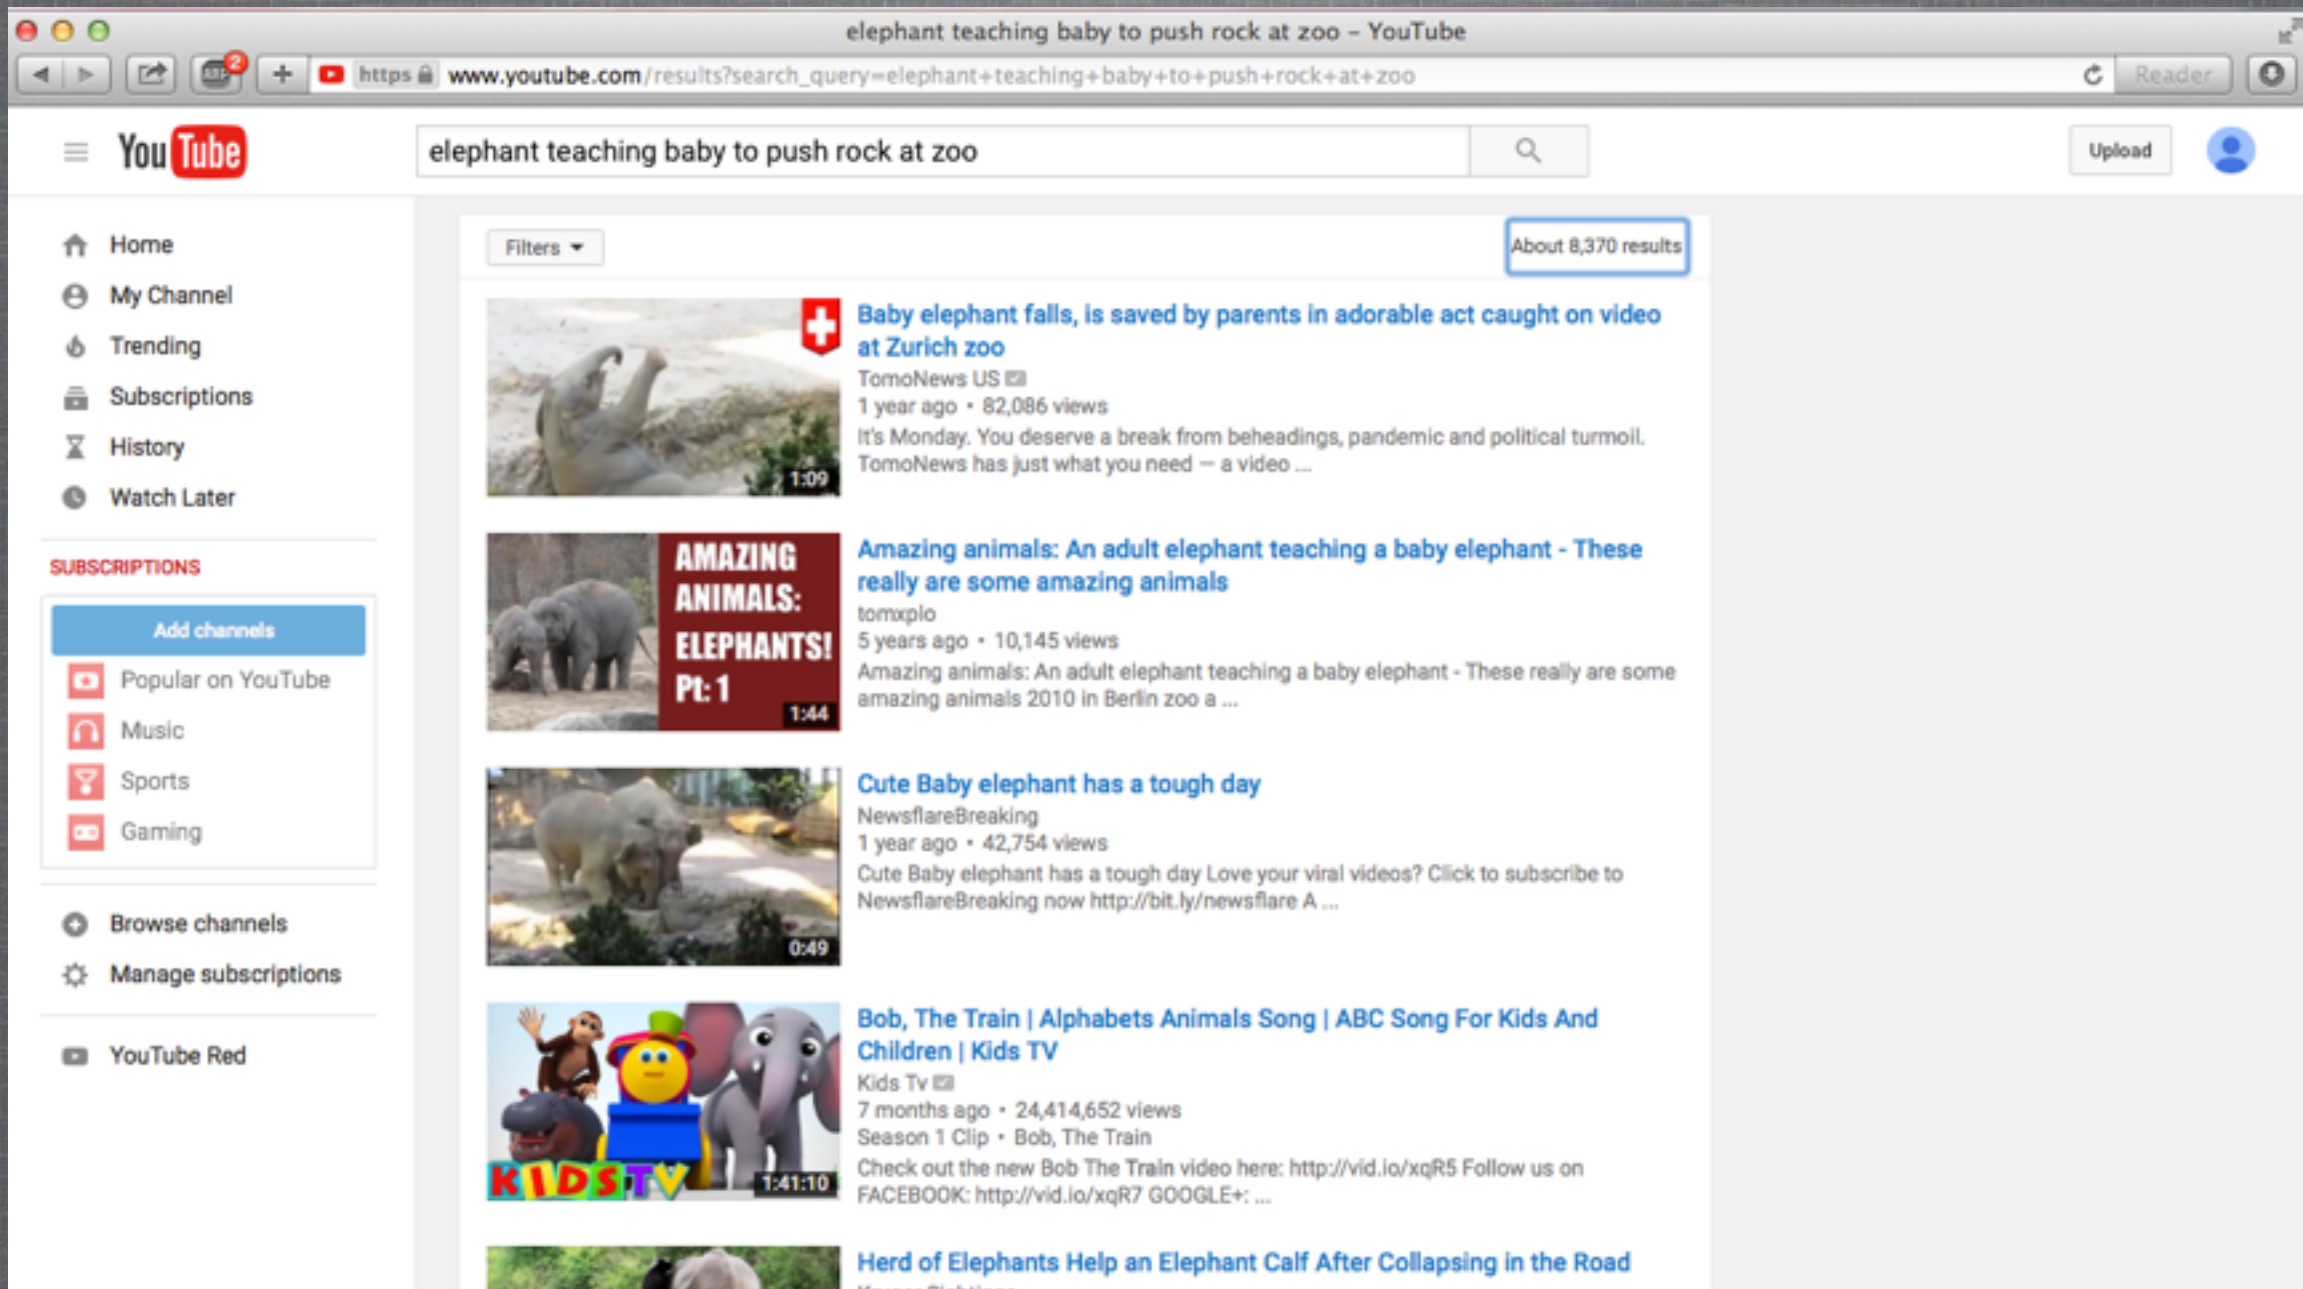 elephant teaching baby to push rock at zoo – YouTube
ABP 2
https www.youtube.com/results?search_query=elephant+teaching+baby+to+push+rock+at+zoo
Reader
YouTube
elephant teaching baby to push rock at zoo
Upload
Home
My Channel
Trending
Subscriptions
History
Watch Later
SUBSCRIPTIONS
Add channels
Popular on YouTube
Music
Sports
Gaming
Browse channels
Manage subscriptions
YouTube Red
Filters
About 8,370 results
1:09
Baby elephant falls, is saved by parents in adorable act caught on video
at Zurich zoo
TomoNews US
1 year ago • 82,086 views
It's Monday. You deserve a break from beheadings, pandemic and political turmoil.
TomoNews has just what you need — a video ...
AMAZING
ANIMALS:
ELEPHANTS!
Pt: 1
1:44
Amazing animals: An adult elephant teaching a baby elephant - These
really are some amazing animals
tomxplo
5 years ago • 10,145 views
Amazing animals: An adult elephant teaching a baby elephant - These really are some
amazing animals 2010 in Berlin zoo a ...
0:49
Cute Baby elephant has a tough day
NewsflareBreaking
1 year ago • 42,754 views
Cute Baby elephant has a tough day Love your viral videos? Click to subscribe to
NewsflareBreaking now http://bit.ly/newsflare A ...
KIDS TV
1:41:10
Bob, The Train | Alphabets Animals Song | ABC Song For Kids And
Children | Kids TV
Kids Tv
7 months ago • 24,414,652 views
Season 1 Clip • Bob, The Train
Check out the new Bob The Train video here: http://vid.io/xqR5 Follow us on
FACEBOOK: http://vid.io/xqR7 GOOGLE+: ...
Herd of Elephants Help an Elephant Calf After Collapsing in the Road